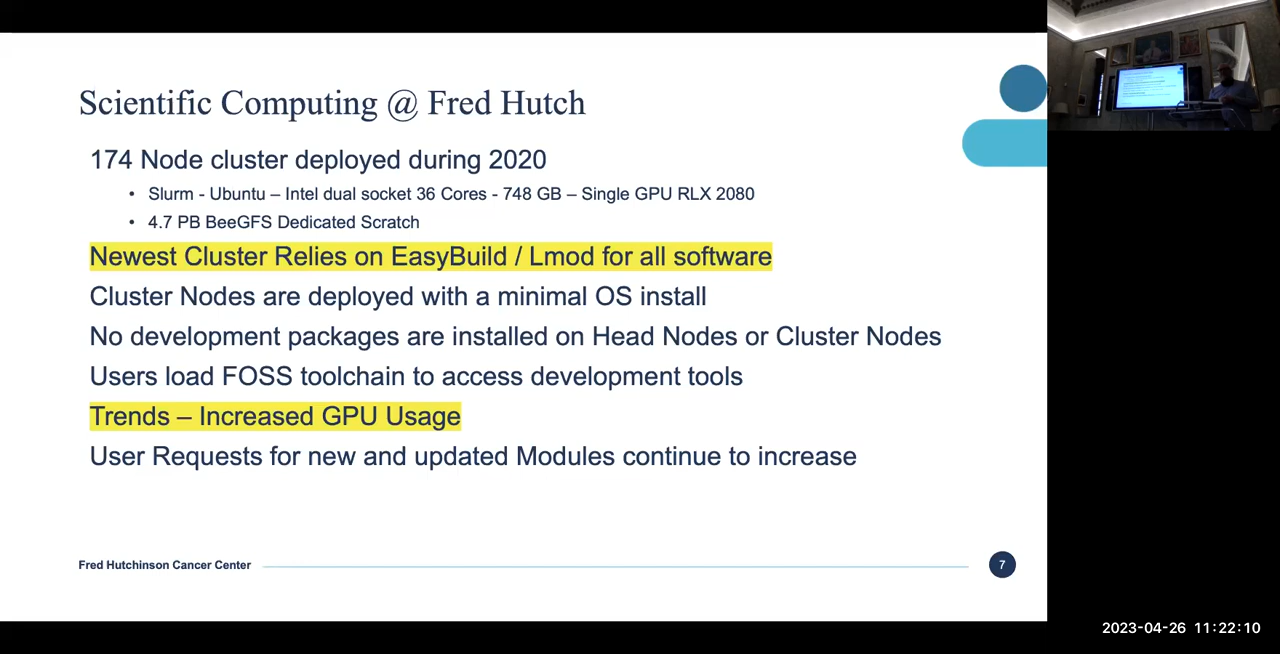 Scientific Computing @ Fred Hutch
174 Node cluster deployed during 2020
• Slurm - Ubuntu – Intel dual socket 36 Cores - 748 GB – Single GPU RLX 2080
• 4.7 PB BeeGFS Dedicated Scratch
Newest Cluster Relies on EasyBuild / Lmod for all software
Cluster Nodes are deployed with a minimal OS install
No development packages are installed on Head Nodes or Cluster Nodes
Users load FOSS toolchain to access development tools
Trends – Increased GPU Usage
User Requests for new and updated Modules continue to increase
Fred Hutchinson Cancer Center
7
2023-04-26 11:22:10